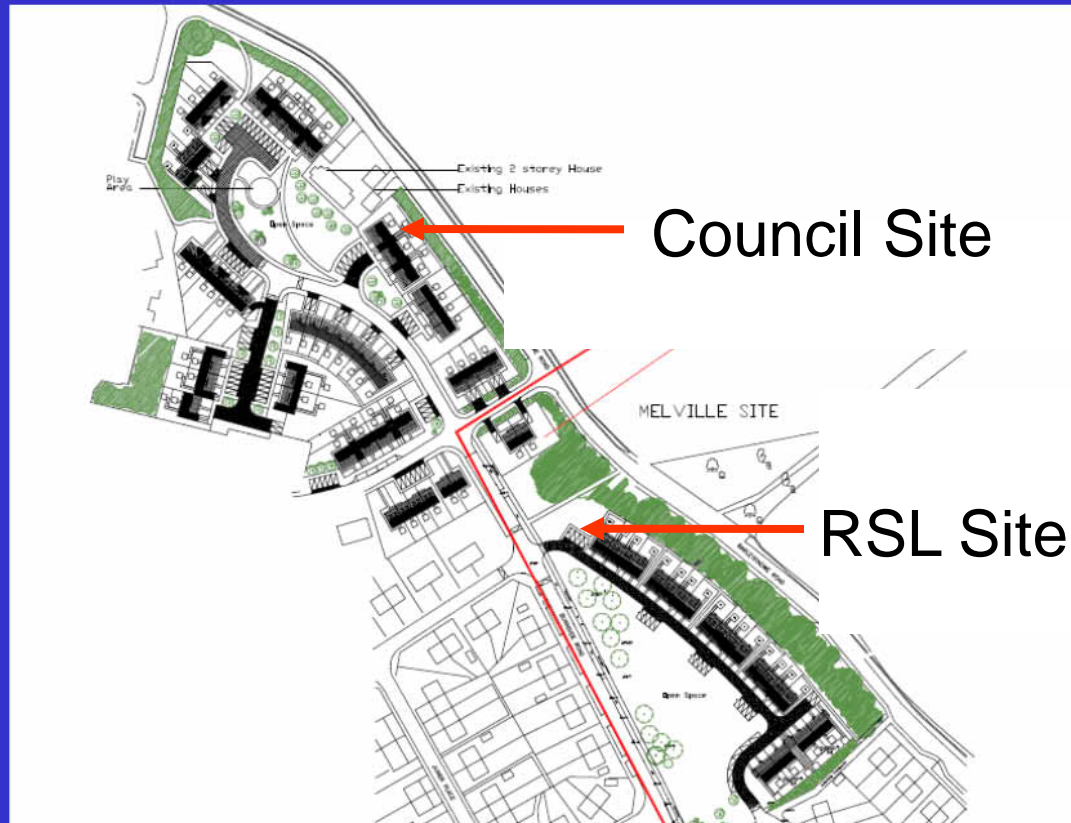 Existing 2 storey House
Play
Area
Existing Houses
Open Space
Council Site
MELVILLE SITE
RSL Site
Open Space